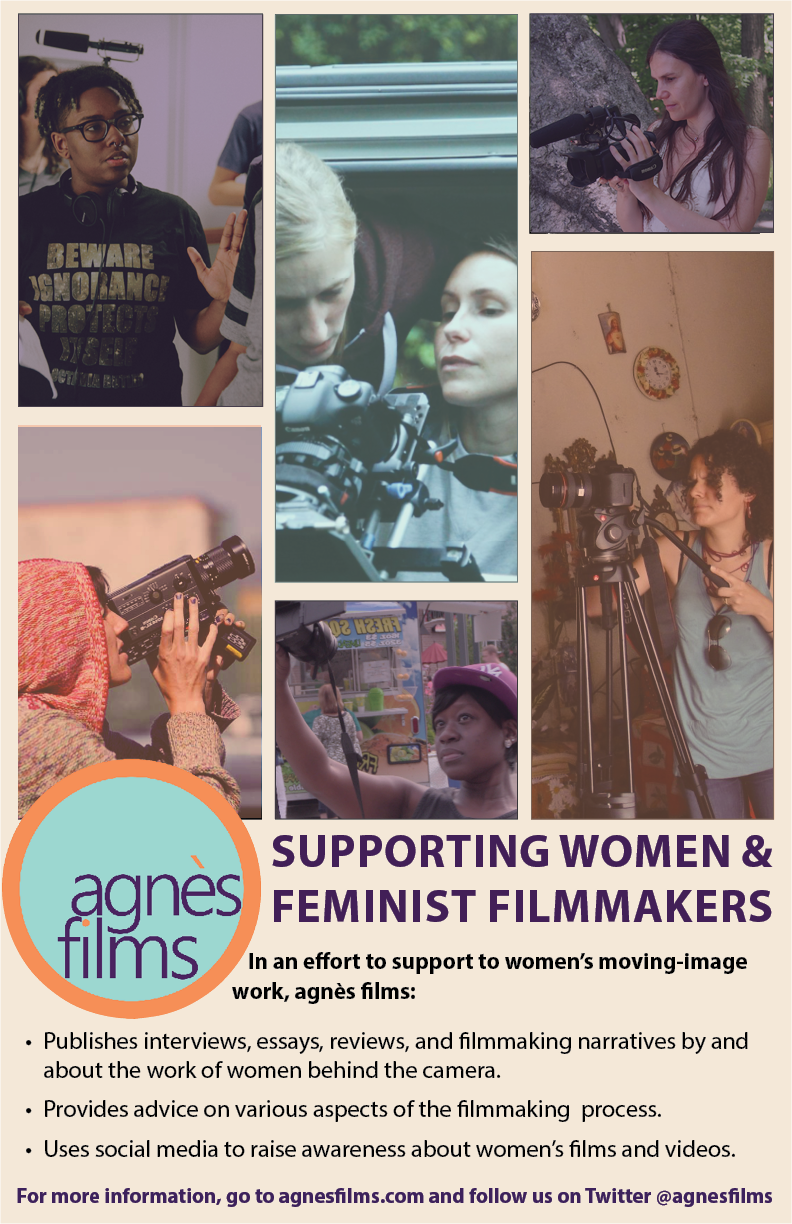 BEWARE
IGNORANCE
PROTECTS
ITSELF
FRESH SQ
agnès
films
SUPPORTING WOMEN &
FEMINIST FILMMAKERS
In an effort to support to women’s moving-image
work, agnès films:
• Publishes interviews, essays, reviews, and filmmaking narratives by and
about the work of women behind the camera.
• Provides advice on various aspects of the filmmaking  process.
• Uses social media to raise awareness about women’s films and videos.
For more information, go to agnesfilms.com and follow us on Twitter @agnesfilms